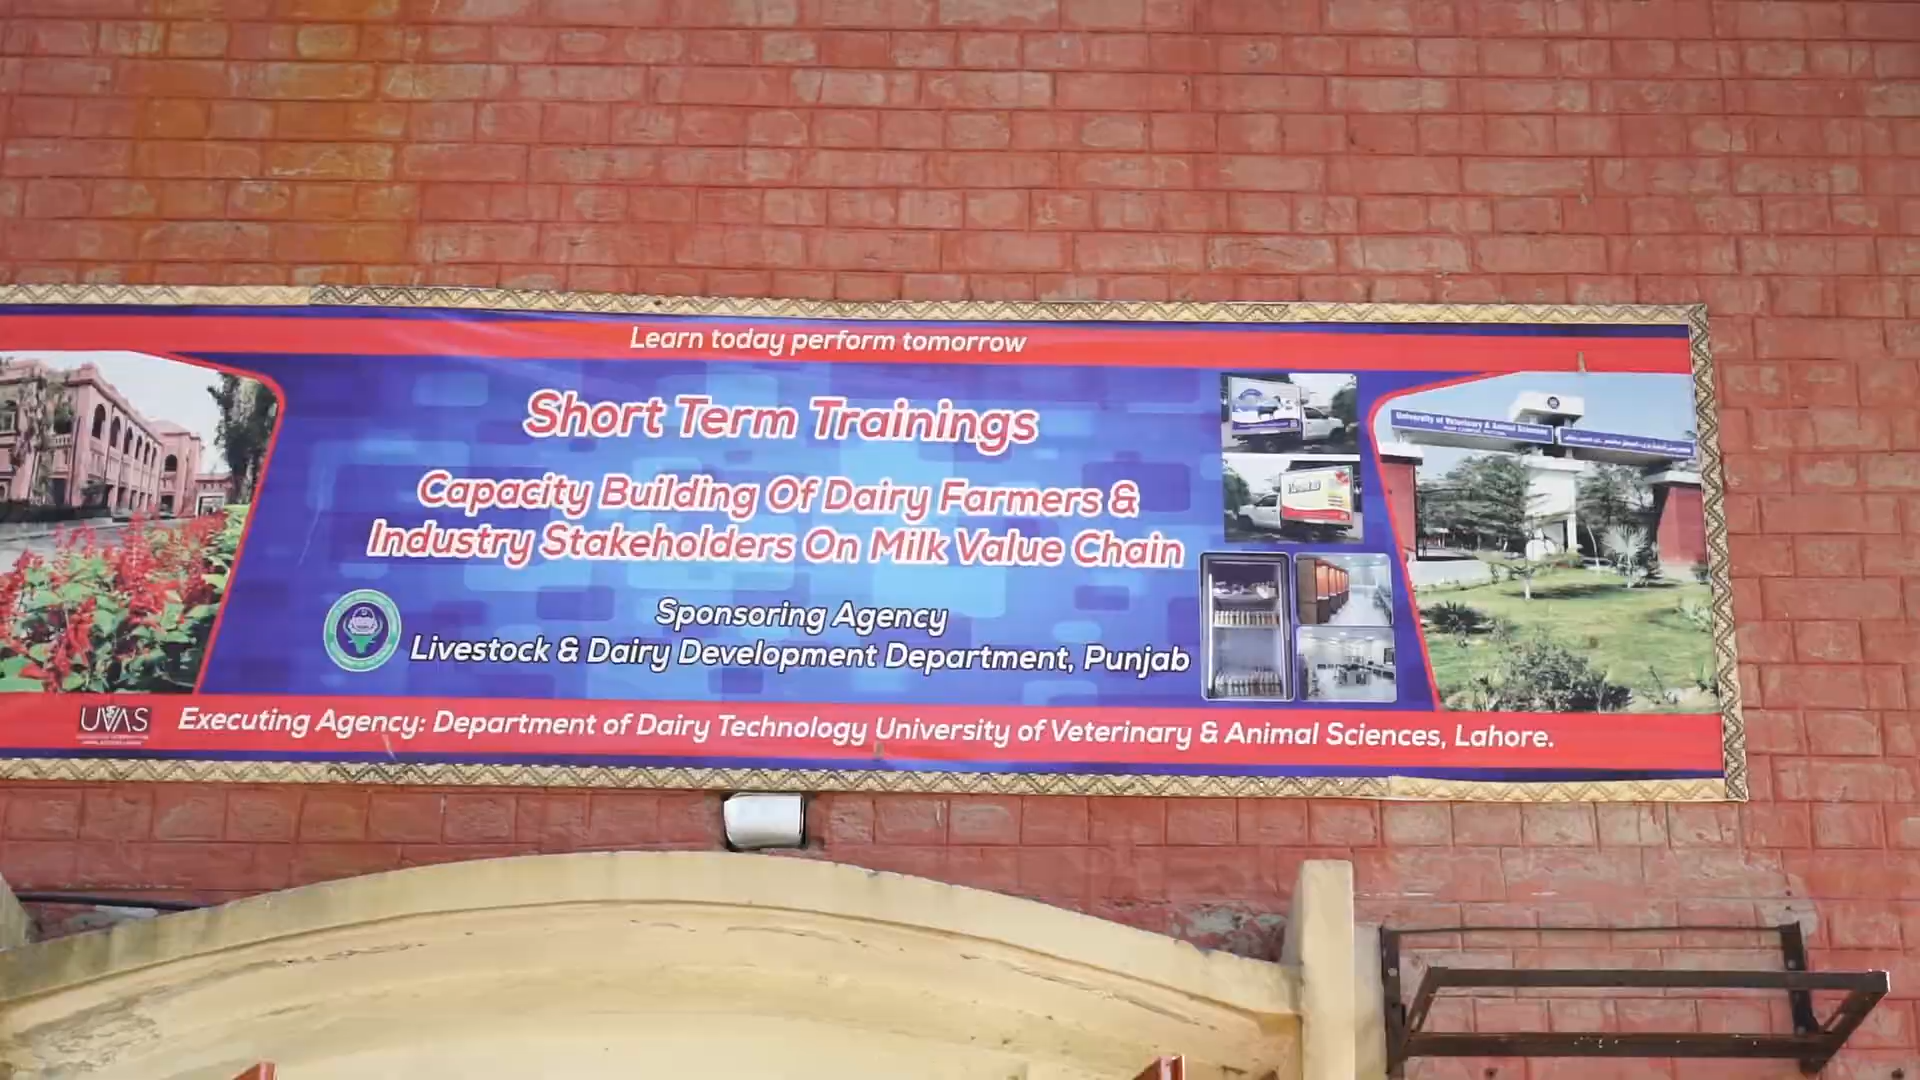 Learn today perform tomorrow
Short Term Trainings
Capacity Building Of Dairy Farmers &
Industry Stakeholders On Milk Value Chain
Sponsoring Agency
Livestock & Dairy Development Department, Punjab
UVAS
Executing Agency: Department of Dairy Technology University of Veterinary & Animal Sciences, Lahore.
University of Veterinary & Animal Sciences